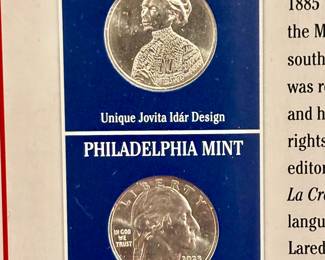 Unique Jovita Idár Design
PHILADELPHIA MINT
LIBERTY
IN GOD
WE
TRUST
2023
1885
the M
south
was r
and h
rights
editor
La Cr
langu
Lared